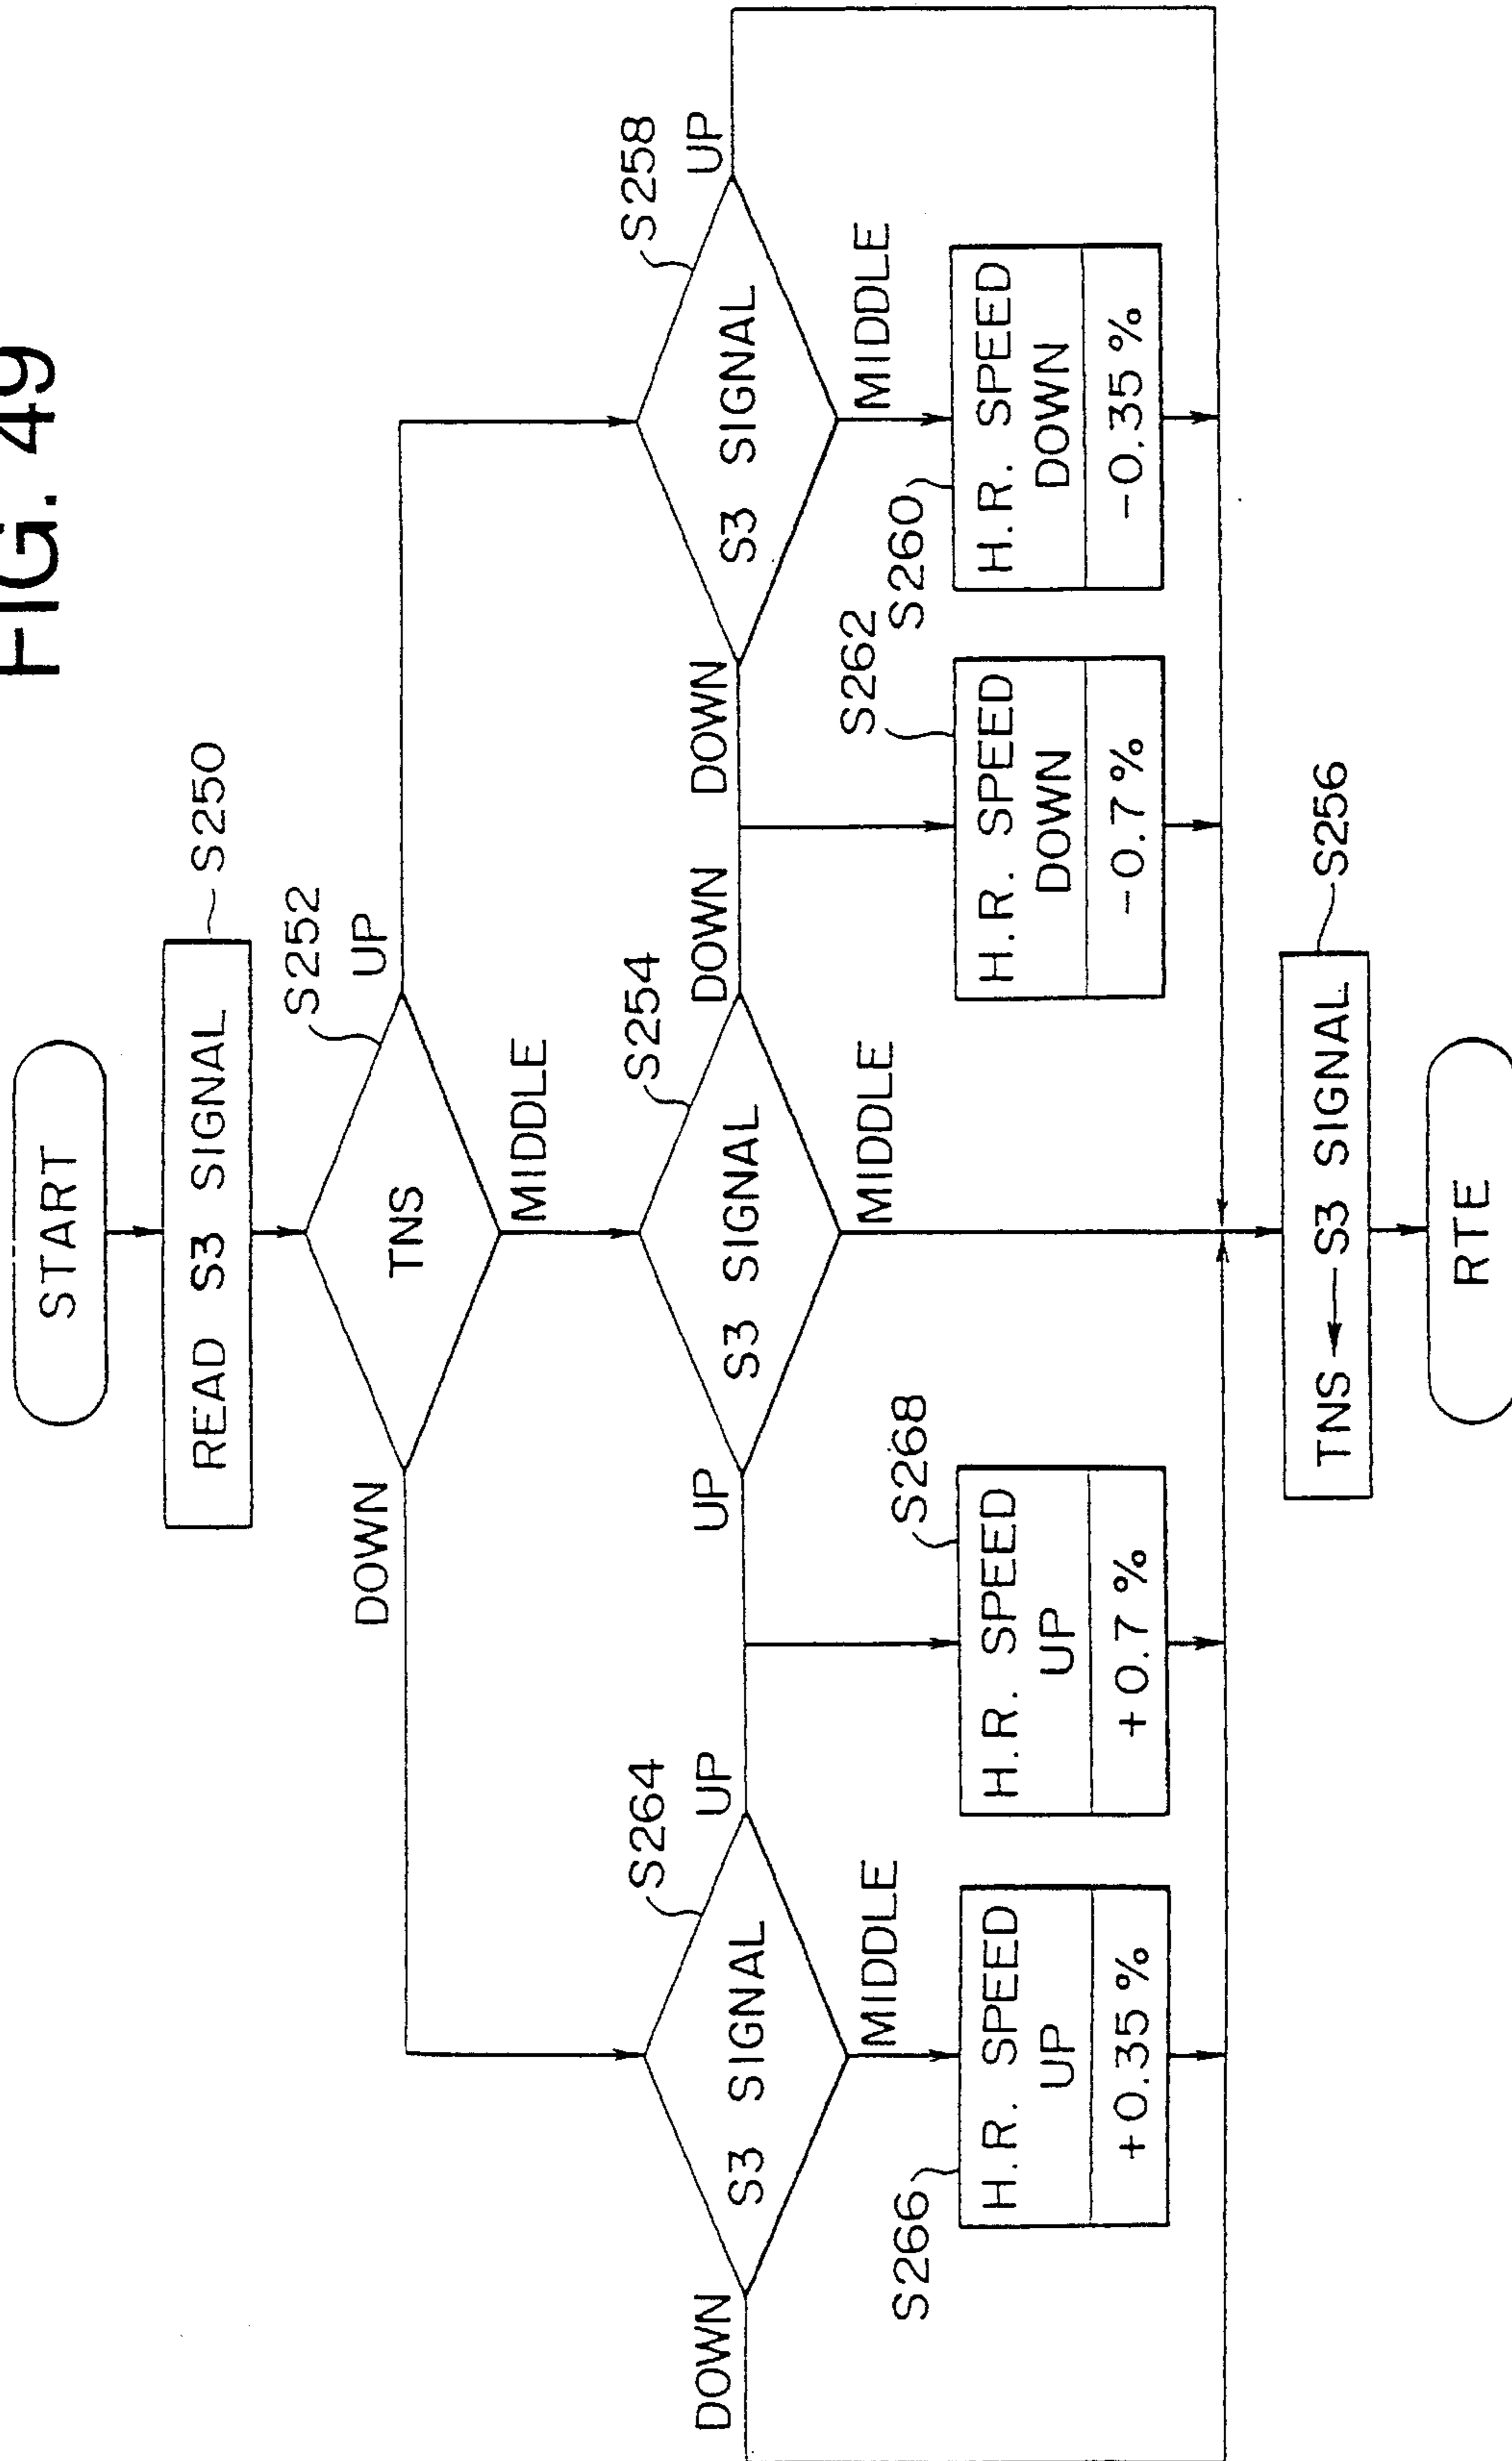 FIG. 49
START
READ S3 SIGNAL
S250
TNS
S252
DOWN
MIDDLE
UP
S3 SIGNAL
S264
DOWN
MIDDLE
UP
S3 SIGNAL
S254
UP
MIDDLE
DOWN
S3 SIGNAL
S258
DOWN
MIDDLE
UP
S266
H.R. SPEED
UP
+0.35 %
S268
H.R. SPEED
UP
+0.7 %
S262
H.R. SPEED
DOWN
-0.7 %
S260
H.R. SPEED
DOWN
-0.35 %
TNS ← S3 SIGNAL
S256
RTE